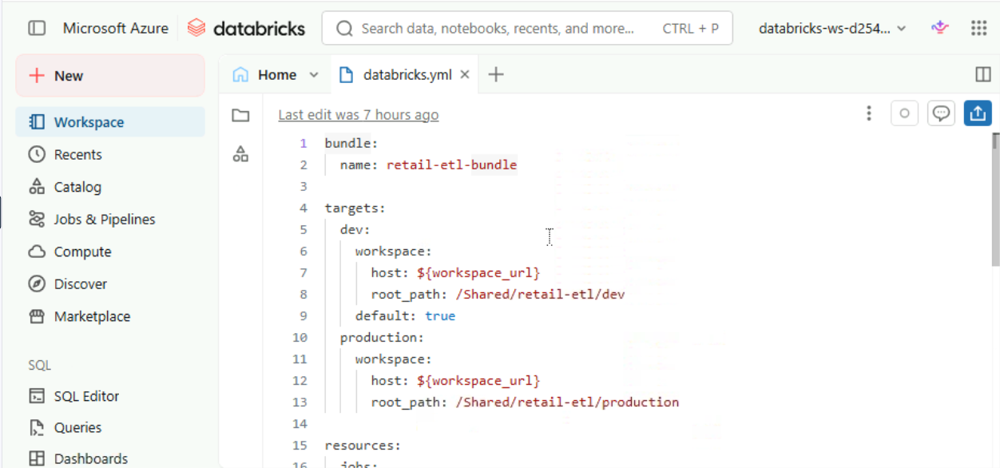 Microsoft Azure databricks Search data, notebooks, recents, and more... CTRL + P databricks-ws-d254...
New
Home databricks.yml
Workspace
Recents
Catalog
Jobs & Pipelines
Compute
Discover
Marketplace
SQL
SQL Editor
Queries
Dashboards
Last edit was 7 hours ago
1 bundle:
2   name: retail-etl-bundle
3
4 targets:
5   dev:
6     workspace:
7       host: ${workspace_url}
8       root_path: /Shared/retail-etl/dev
9     default: true
10   production:
11     workspace:
12       host: ${workspace_url}
13       root_path: /Shared/retail-etl/production
14
15 resources:
16   jobs: